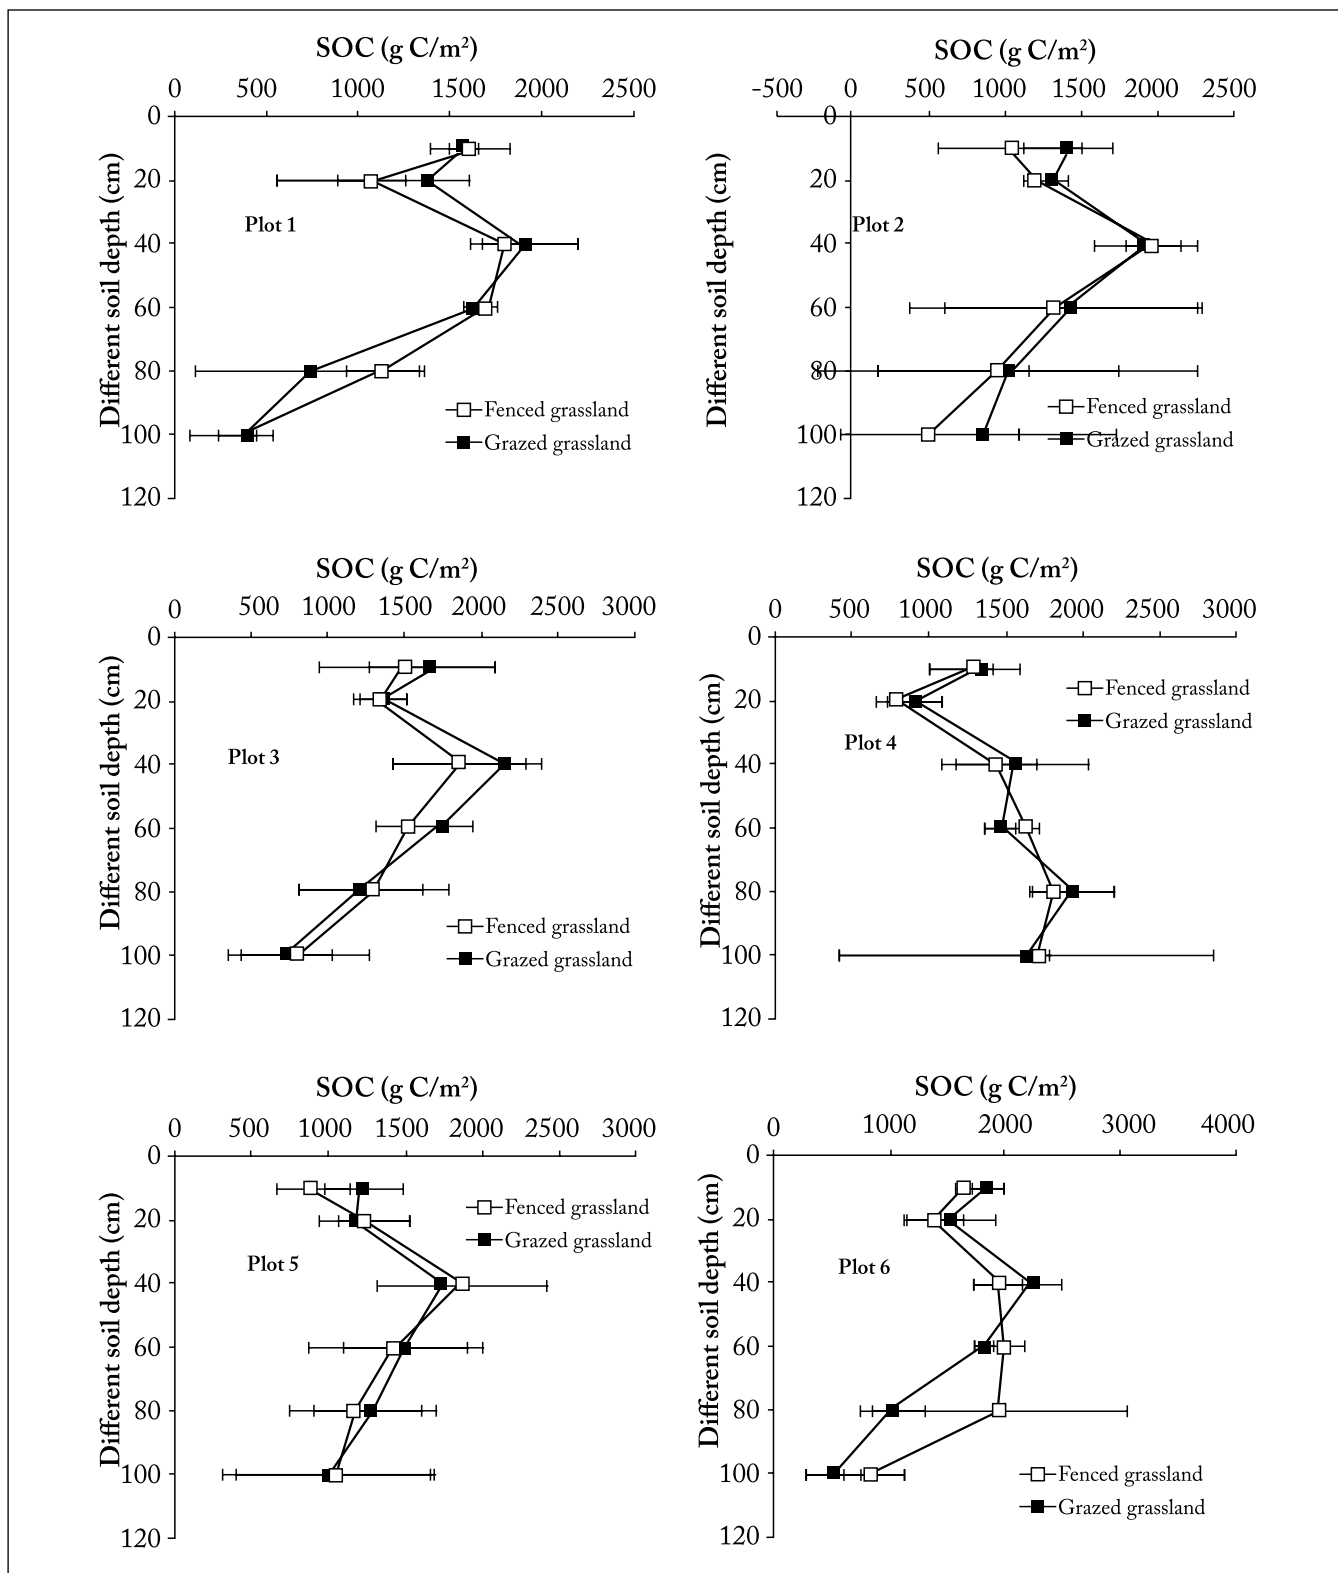 SOC (g C/m²)
0 500 1000 1500 2000 2500
Different soil depth (cm)
0
20
40
60
80
100
120
Plot 1
Fenced grassland
Grazed grassland
SOC (g C/m²)
-500 0 500 1000 1500 2000 2500
Different soil depth (cm)
0
20
40
60
80
100
120
Plot 2
Fenced grassland
Grazed grassland
SOC (g C/m²)
0 500 1000 1500 2000 2500 3000
Different soil depth (cm)
0
20
40
60
80
100
120
Plot 3
Fenced grassland
Grazed grassland
SOC (g C/m²)
0 500 1000 1500 2000 2500 3000
Different soil depth (cm)
0
20
40
60
80
100
120
Plot 4
Fenced grassland
Grazed grassland
SOC (g C/m²)
0 500 1000 1500 2000 2500 3000
Different soil depth (cm)
0
20
40
60
80
100
120
Plot 5
Fenced grassland
Grazed grassland
SOC (g C/m²)
0 1000 2000 3000 4000
Different soil depth (cm)
0
20
40
60
80
100
120
Plot 6
Fenced grassland
Grazed grassland